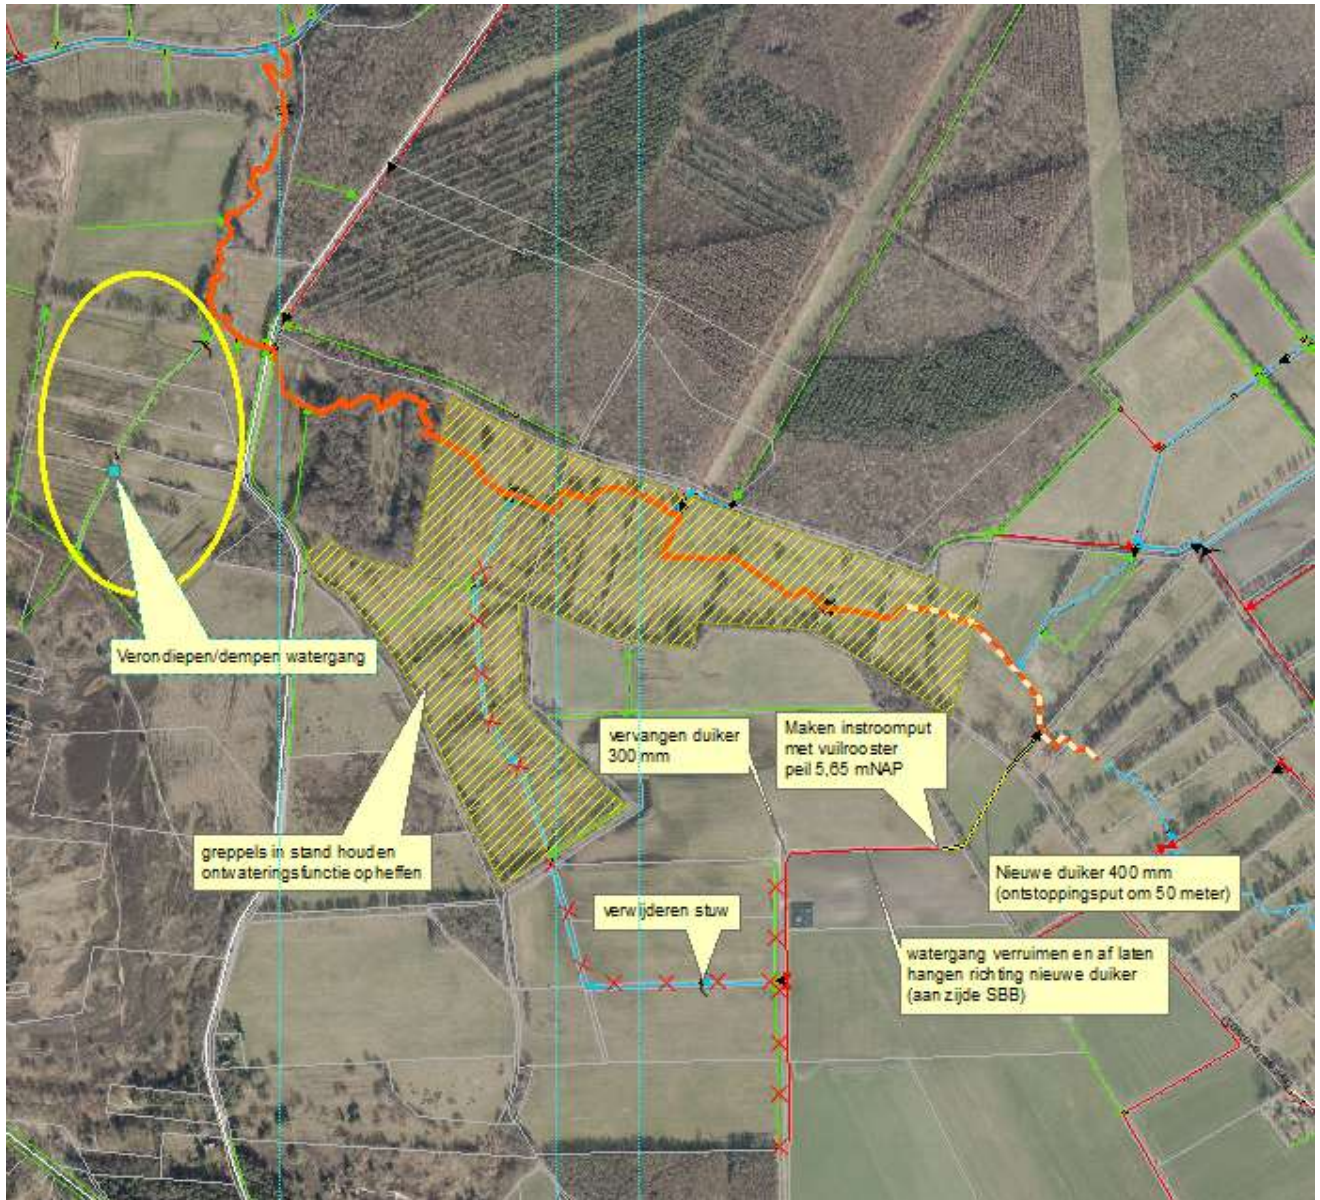 Verondiepen/dempen watergang
vervangen duiker
300 mm
Maken instroomput
met vuilrooster
peil 5,65 mNAP
greppels in stand houden
ontwateringsfunctie opheffen
Nieuwe duiker 400 mm
(ontstoppingsput om 50 meter)
verwijderen stuw
watergang verruimen en af laten
hangen richting nieuwe duiker
(aan zijde SBB)